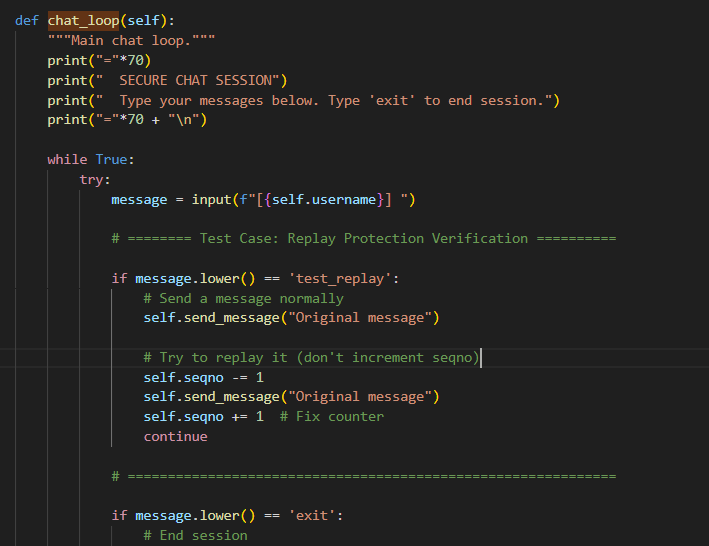 def chat_loop(self):
    """Main chat loop."""
    print("="*70)
    print("  SECURE CHAT SESSION")
    print("  Type your messages below. Type 'exit' to end session.")
    print("="*70 + "\n")

    while True:
        try:
            message = input(f"[{self.username}] ")

            # ======== Test Case: Replay Protection Verification ==========

            if message.lower() == 'test_replay':
                # Send a message normally
                self.send_message("Original message")

                # Try to replay it (don't increment seqno)
                self.seqno -= 1
                self.send_message("Original message")
                self.seqno += 1  # Fix counter
                continue

            # =============================================================

            if message.lower() == 'exit':
                # End session